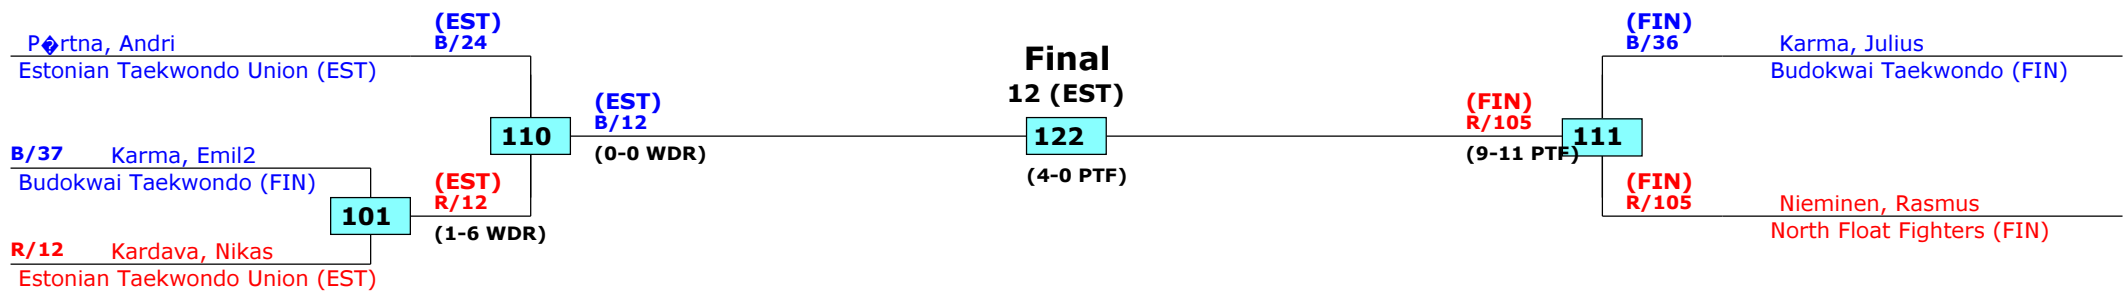 (EST)
B/24
P�rtna, Andri
Estonian Taekwondo Union (EST)
B/37 Karma, Emil2
Budokwai Taekwondo (FIN)
R/12 Kardava, Nikas
Estonian Taekwondo Union (EST)
101
(EST)
R/12
(1-6 WDR)
110
(EST)
B/12
(0-0 WDR)
Final
12 (EST)
122
(4-0 PTF)
(FIN)
R/105
(9-11 PTF)
111
(FIN)
B/36
Karma, Julius
Budokwai Taekwondo (FIN)
(FIN)
R/105
Nieminen, Rasmus
North Float Fighters (FIN)